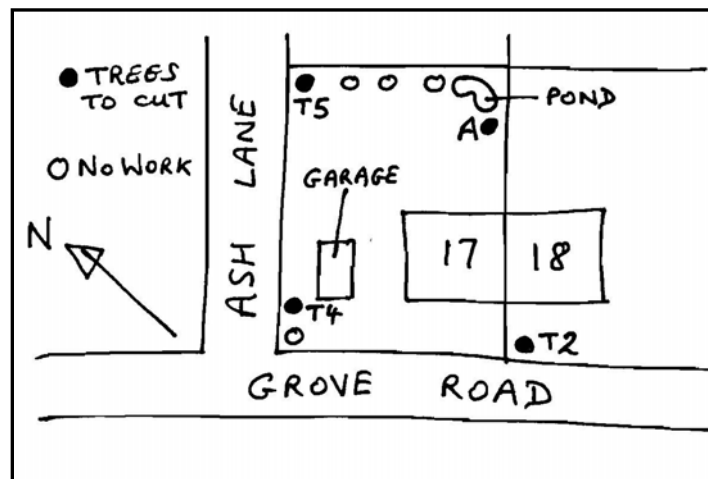 TREES
TO CUT
NO WORK
N
ASH LANE
T5
A
POND
GARAGE
17
18
T4
T2
GROVE ROAD